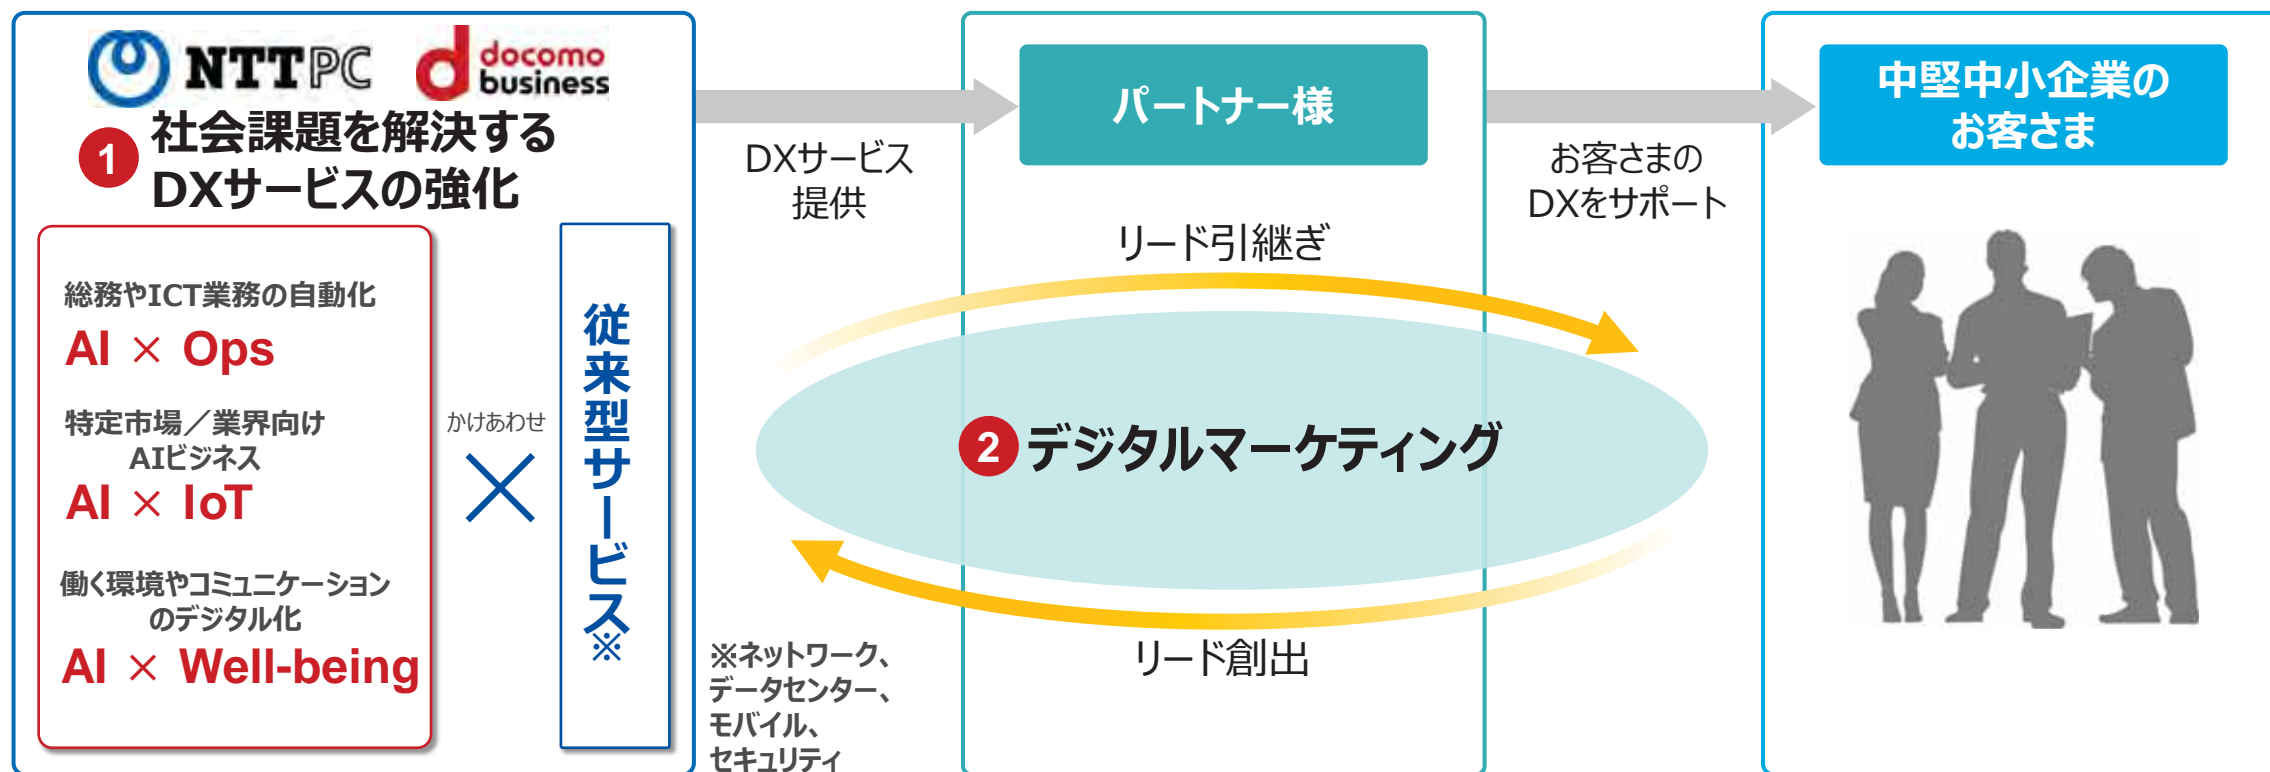 NTTPC
docomo
business
1
社会課題を解決する
DXサービスの強化
総務やICT業務の自動化
AI × Ops
特定市場／業界向け
AIビジネス
AI × IoT
働く環境やコミュニケーション
のデジタル化
AI × Well-being
かけあわせ
×
従来型サービス※
※ネットワーク、
データセンター、
モバイル、
セキュリティ
DXサービス
提供
パートナー様
リード引継ぎ
2 デジタルマーケティング
リード創出
お客さまの
DXをサポート
中堅中小企業の
お客さま